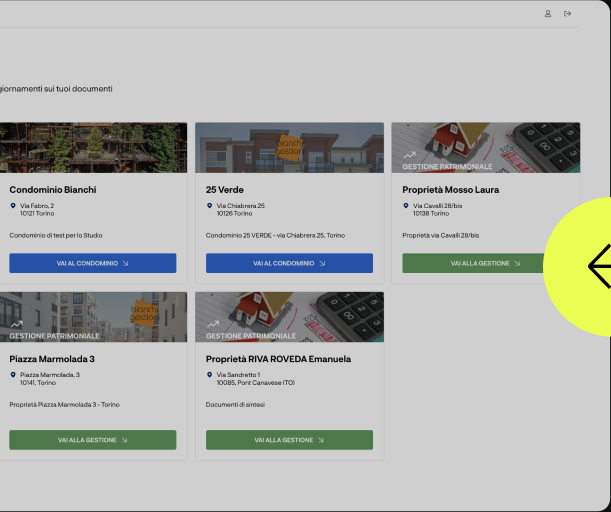 giornamenti sui tuoi documenti
bianchi
gestioni
GESTIONE PATRIMONIALE
Condominio Bianchi
25 Verde
Proprietà Mosso Laura
Via Fabro, 2
10121 Torino
Via Chiabrera 25
10126 Torino
Via Cavalli 28/bis
10138 Torino
Condominio di test per lo Studio
Condominio 25 VERDE - via Chiabrera 25, Torino
Proprietà via Cavalli 28/bis
VAI AL CONDOMINIO
VAI AL CONDOMINIO
VAI ALLA GESTIONE
bianchi
gestioni
GESTIONE PATRIMONIALE
GESTIONE PATRIMONIALE
Piazza Marmolada 3
Proprietà RIVA ROVEDA Emanuela
Piazza Marmolada, 3
10141, Torino
Via Sandretto 1
10085, Pont Canavese (TO)
Proprietà Piazza Marmolada 3 - Torino
Documenti di sintesi
VAI ALLA GESTIONE
VAI ALLA GESTIONE